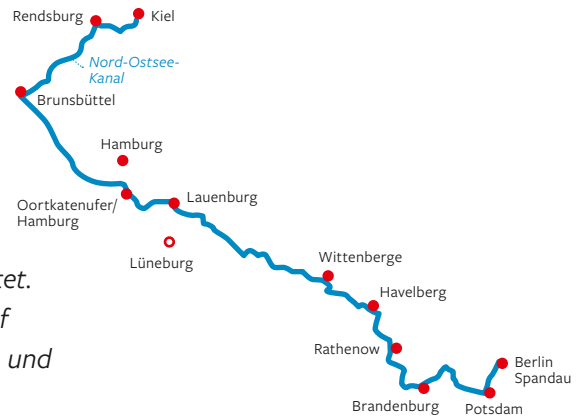 Rendsburg
Kiel
Nord-Ostsee-
Kanal
Brunsbüttel
Hamburg
Oortkatenufer/
Hamburg
Lauenburg
Lüneburg
Wittenberge
Havelberg
Rathenow
Berlin
Spandau
Brandenburg
Potsdam
und